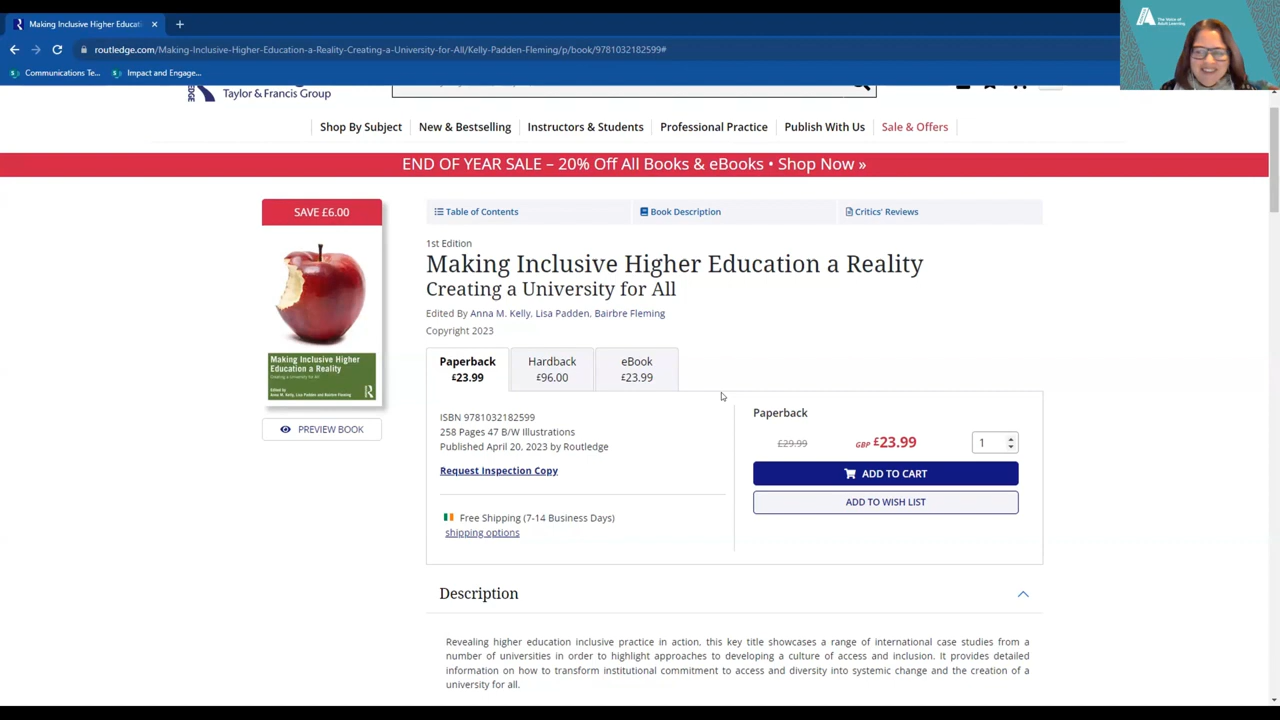 Making Inclusive Higher Educati
routledge.com/Making-Inclusive-Higher-Education-a-Reality-Creating-a-University-for-All/Kelly-Padden-Fleming/p/book/9781032182599#
Communications Te...
Impact and Engage...
The Voice of
Adult Learning
Taylor & Francis Group
Shop By Subject
New & Bestselling
Instructors & Students
Professional Practice
Publish With Us
Sale & Offers
END OF YEAR SALE – 20% Off All Books & eBooks • Shop Now »
SAVE £6.00
Making Inclusive Higher
Education a Reality
Creating a University for All
Edited by
Anna M. Kelly, Lisa Padden and Bairbre Fleming
PREVIEW BOOK
Table of Contents
Book Description
Critics' Reviews
1st Edition
Making Inclusive Higher Education a Reality
Creating a University for All
Edited By Anna M. Kelly, Lisa Padden, Bairbre Fleming
Copyright 2023
Paperback
£23.99
Hardback
£96.00
eBook
£23.99
ISBN 9781032182599
258 Pages 47 B/W Illustrations
Published April 20, 2023 by Routledge
Request Inspection Copy
Free Shipping (7-14 Business Days)
shipping options
Paperback
£29.99
GBP £23.99
1
ADD TO CART
ADD TO WISH LIST
Description
Revealing higher education inclusive practice in action, this key title showcases a range of international case studies from a
number of universities in order to highlight approaches to developing a culture of access and inclusion. It provides detailed
information on how to transform institutional commitment to access and diversity into systemic change and the creation of a
university for all.